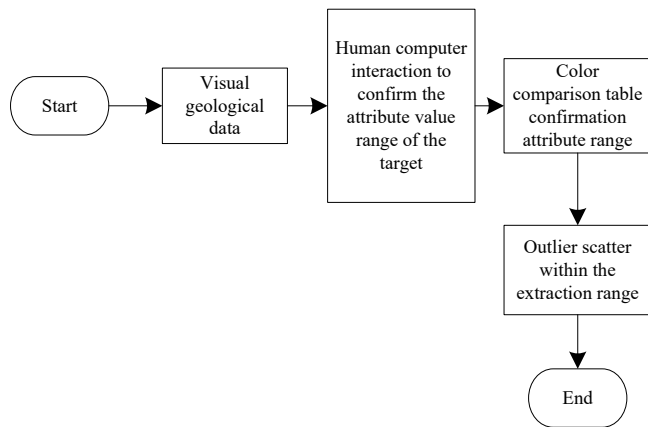 Start
Visual
geological
data
Human computer
interaction to
confirm the
attribute value
range of the
target
Color
comparison table
confirmation
attribute range
Outlier scatter
within the
extraction range
End